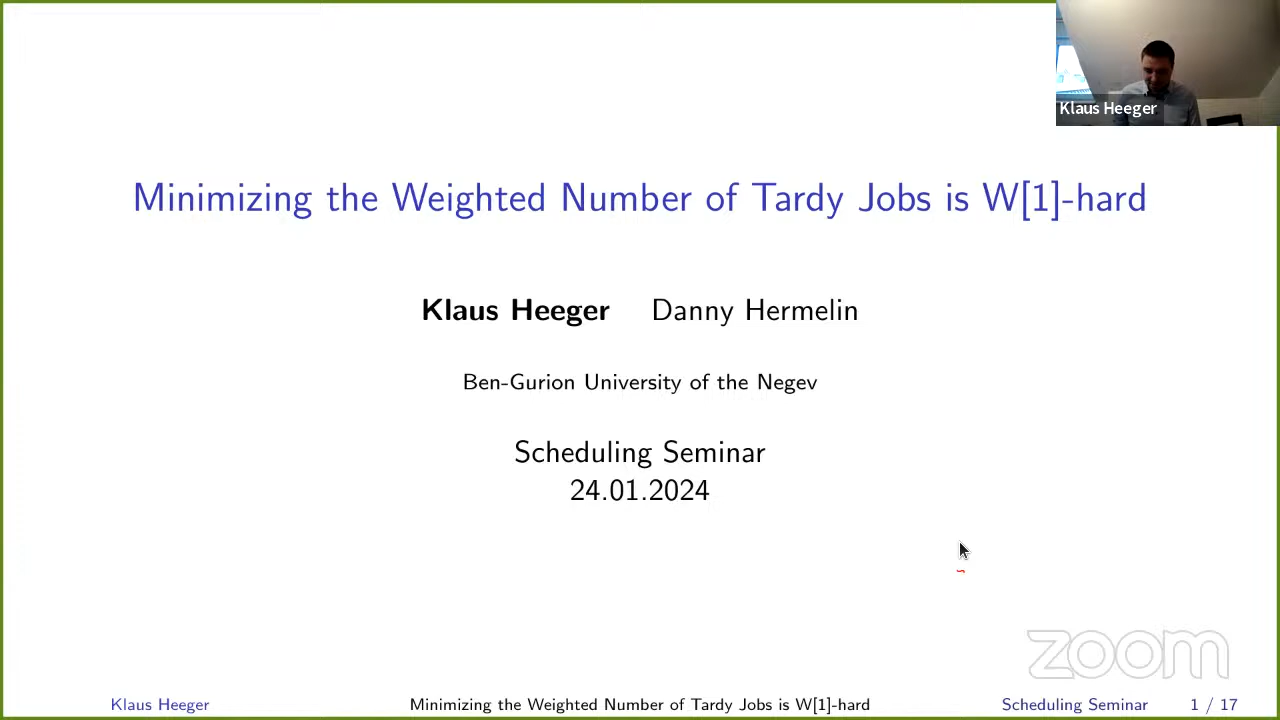 Klaus Heeger
Minimizing the Weighted Number of Tardy Jobs is W[1]-hard
Klaus Heeger Danny Hermelin
Ben-Gurion University of the Negev
Scheduling Seminar
24.01.2024
zoom
Klaus Heeger Minimizing the Weighted Number of Tardy Jobs is W[1]-hard Scheduling Seminar 1 / 17